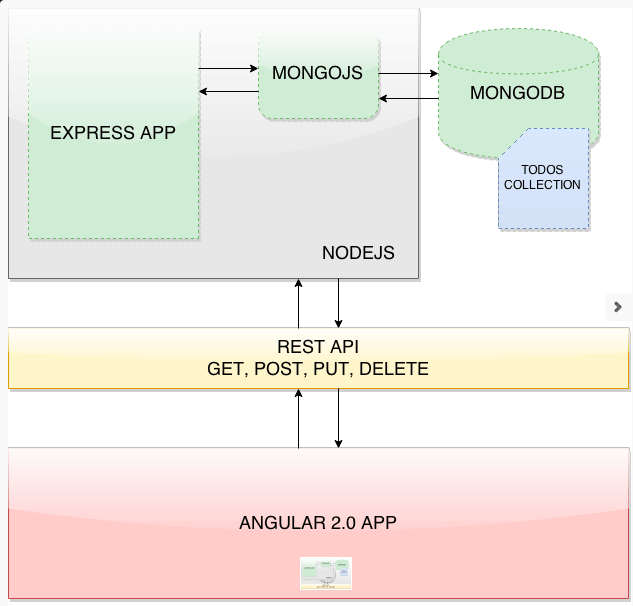 MONGOJS
MONGODB
EXPRESS APP
TODOS
COLLECTION
NODEJS
REST API
GET, POST, PUT, DELETE
ANGULAR 2.0 APP